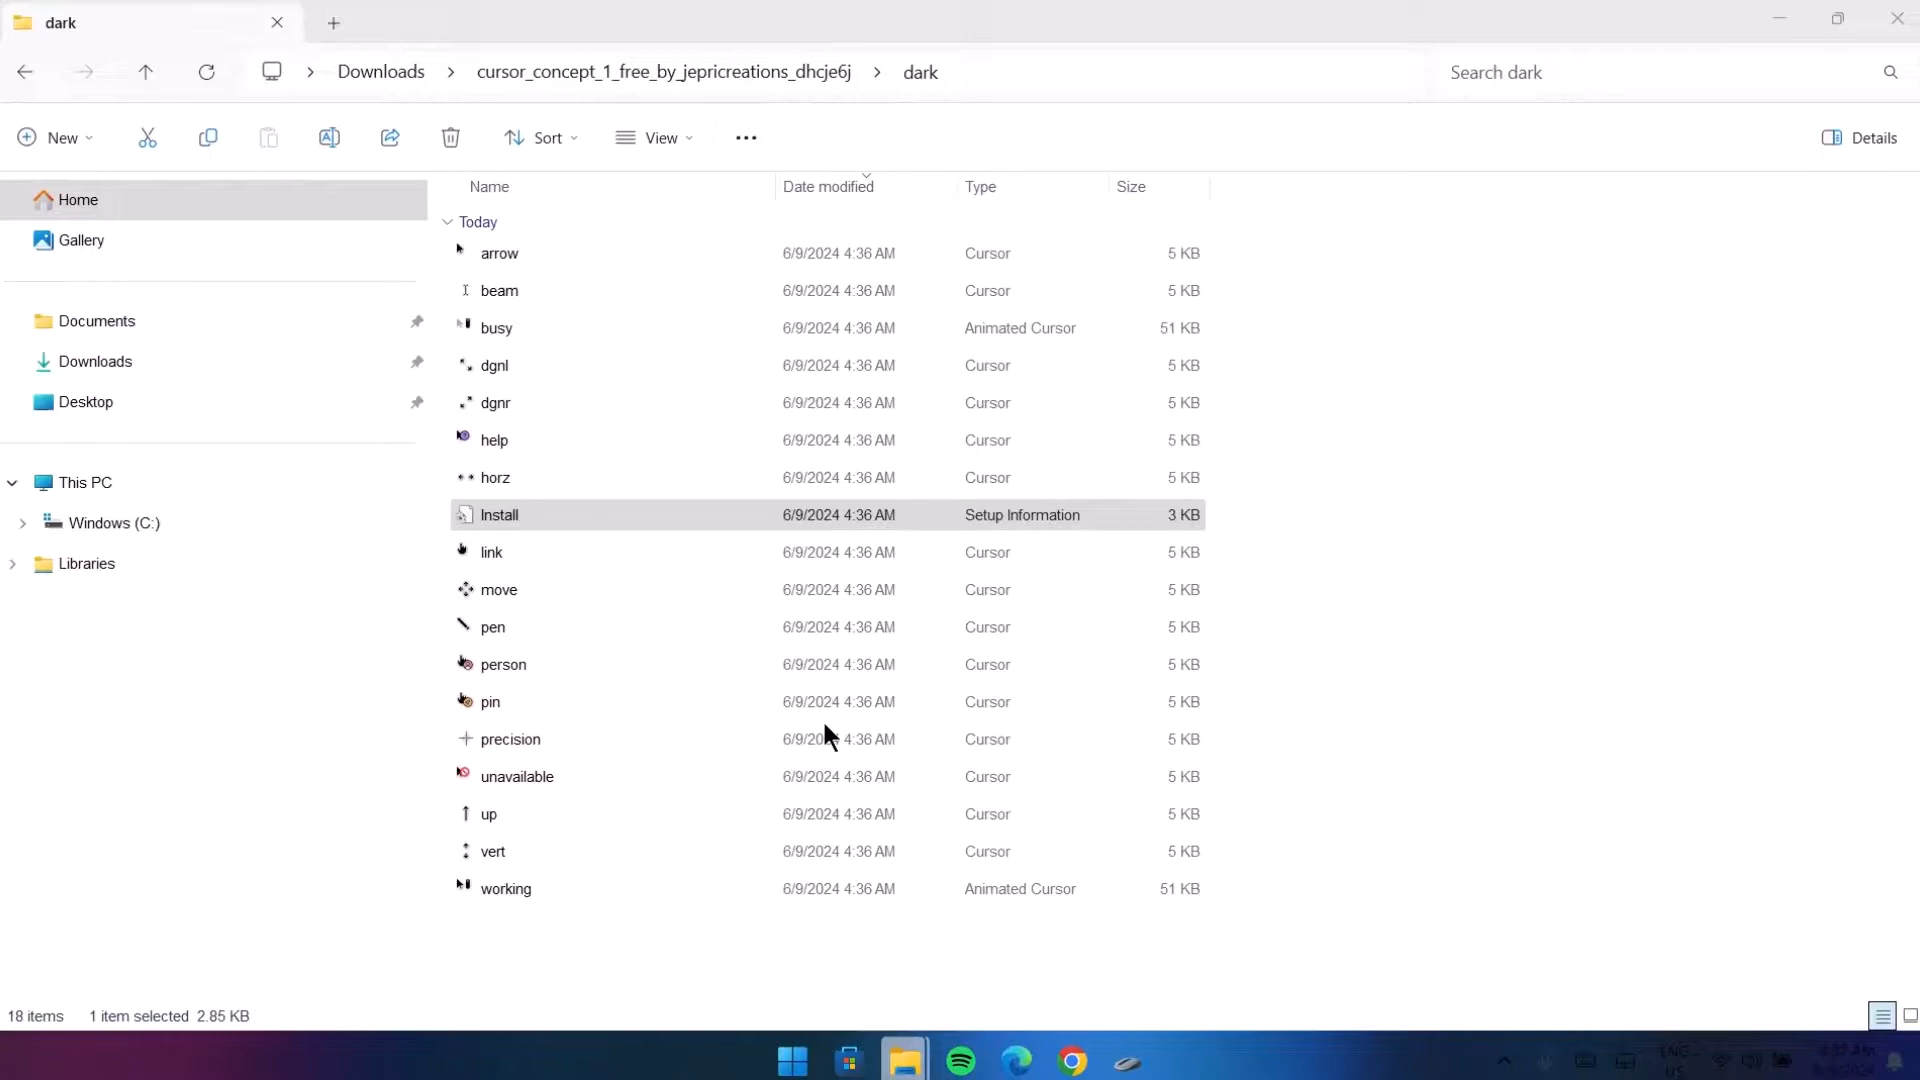 dark
Downloads > cursor_concept_1_free_by_jepricreations_dhcje6j > dark
Search dark
New
Sort
View
Details
Home
Gallery
Documents
Downloads
Desktop
This PC
Windows (C:)
Libraries
Name Date modified Type Size
Today
arrow 6/9/2024 4:36 AM Cursor 5 KB
beam 6/9/2024 4:36 AM Cursor 5 KB
busy 6/9/2024 4:36 AM Animated Cursor 51 KB
dgnl 6/9/2024 4:36 AM Cursor 5 KB
dgnr 6/9/2024 4:36 AM Cursor 5 KB
help 6/9/2024 4:36 AM Cursor 5 KB
horz 6/9/2024 4:36 AM Cursor 5 KB
Install 6/9/2024 4:36 AM Setup Information 3 KB
link 6/9/2024 4:36 AM Cursor 5 KB
move 6/9/2024 4:36 AM Cursor 5 KB
pen 6/9/2024 4:36 AM Cursor 5 KB
person 6/9/2024 4:36 AM Cursor 5 KB
pin 6/9/2024 4:36 AM Cursor 5 KB
precision 4:36 AM Cursor 5 KB
unavailable 6/9/2024 4:36 AM Cursor 5 KB
up 6/9/2024 4:36 AM Cursor 5 KB
vert 6/9/2024 4:36 AM Cursor 5 KB
working 6/9/2024 4:36 AM Animated Cursor 51 KB
18 items 1 item selected 2.85 KB
ENG
US